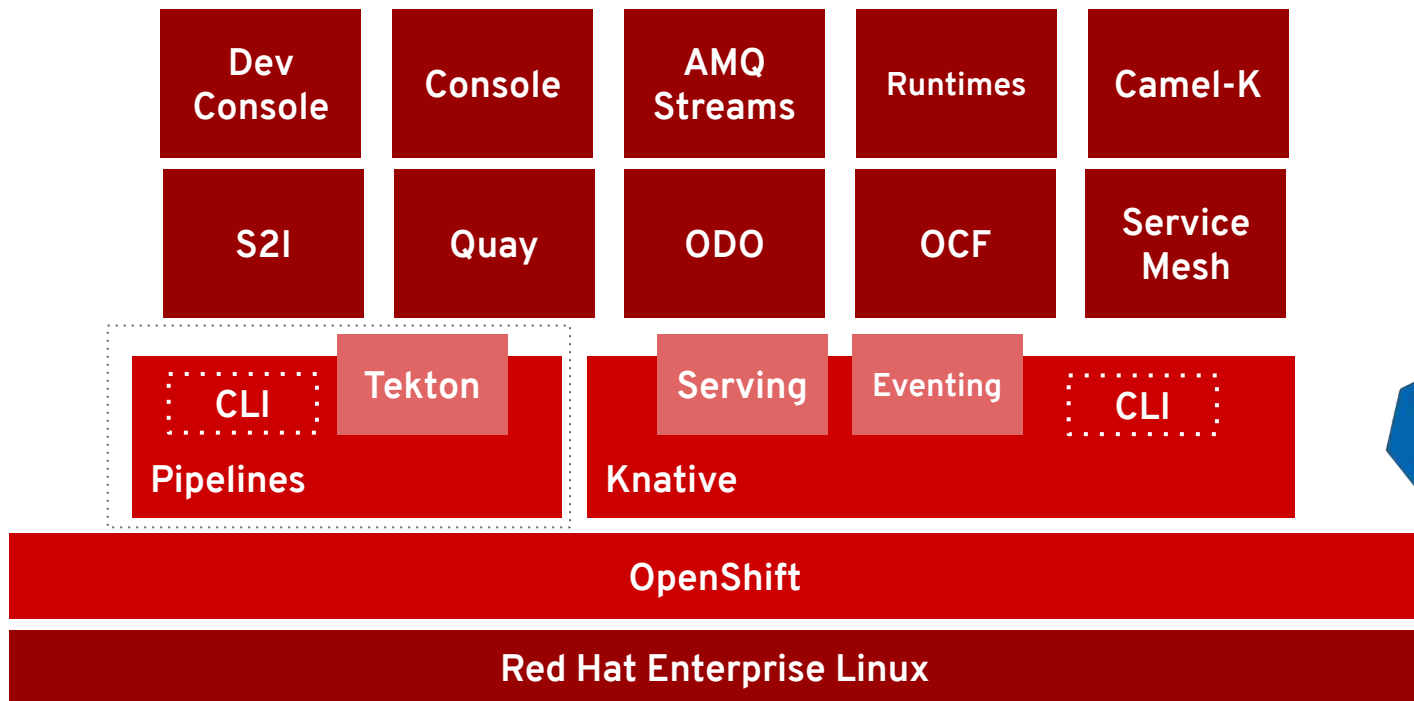 Dev
Console
Console
AMQ
Streams
Runtimes
Camel-K
S2I
Quay
ODO
OCF
Service
Mesh
CLI
Tekton
Pipelines
Serving
Eventing
CLI
Knative
OpenShift
Red Hat Enterprise Linux